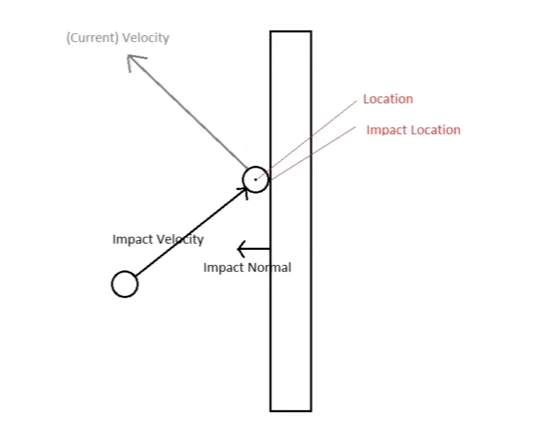 (Current) Velocity
Location
Impact Location
Impact Velocity
Impact Normal